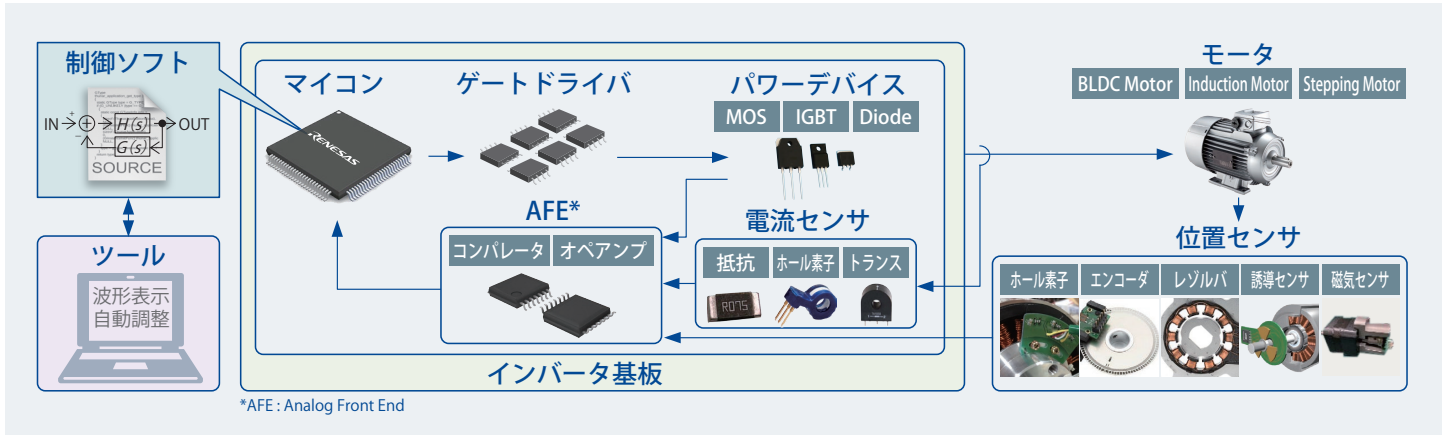 制御ソフト
IN
H(s)
OUT
G(s)
SOURCE
ツール
波形表示
自動調整
マイコン
RENESAS
ゲートドライバ
パワーデバイス
MOS
IGBT
Diode
AFE*
コンパレータ
オペアンプ
電流センサ
抵抗
ホール素子
トランス
R075
インバータ基板
*AFE : Analog Front End
モータ
BLDC Motor
Induction Motor
Stepping Motor
位置センサ
ホール素子
エンコーダ
レゾルバ
誘導センサ
磁気センサ